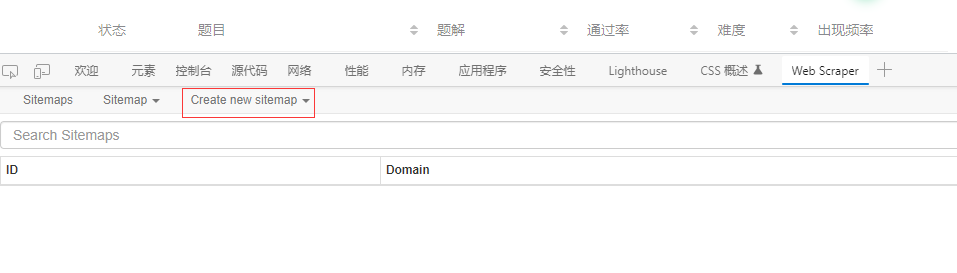 状态 题目 题解 通过率 难度 出现频率
欢迎 元素 控制台 源代码 网络 性能 内存 应用程序 安全性 Lighthouse CSS 概述 Web Scraper
Sitemaps Sitemap Create new sitemap
Search Sitemaps
ID Domain